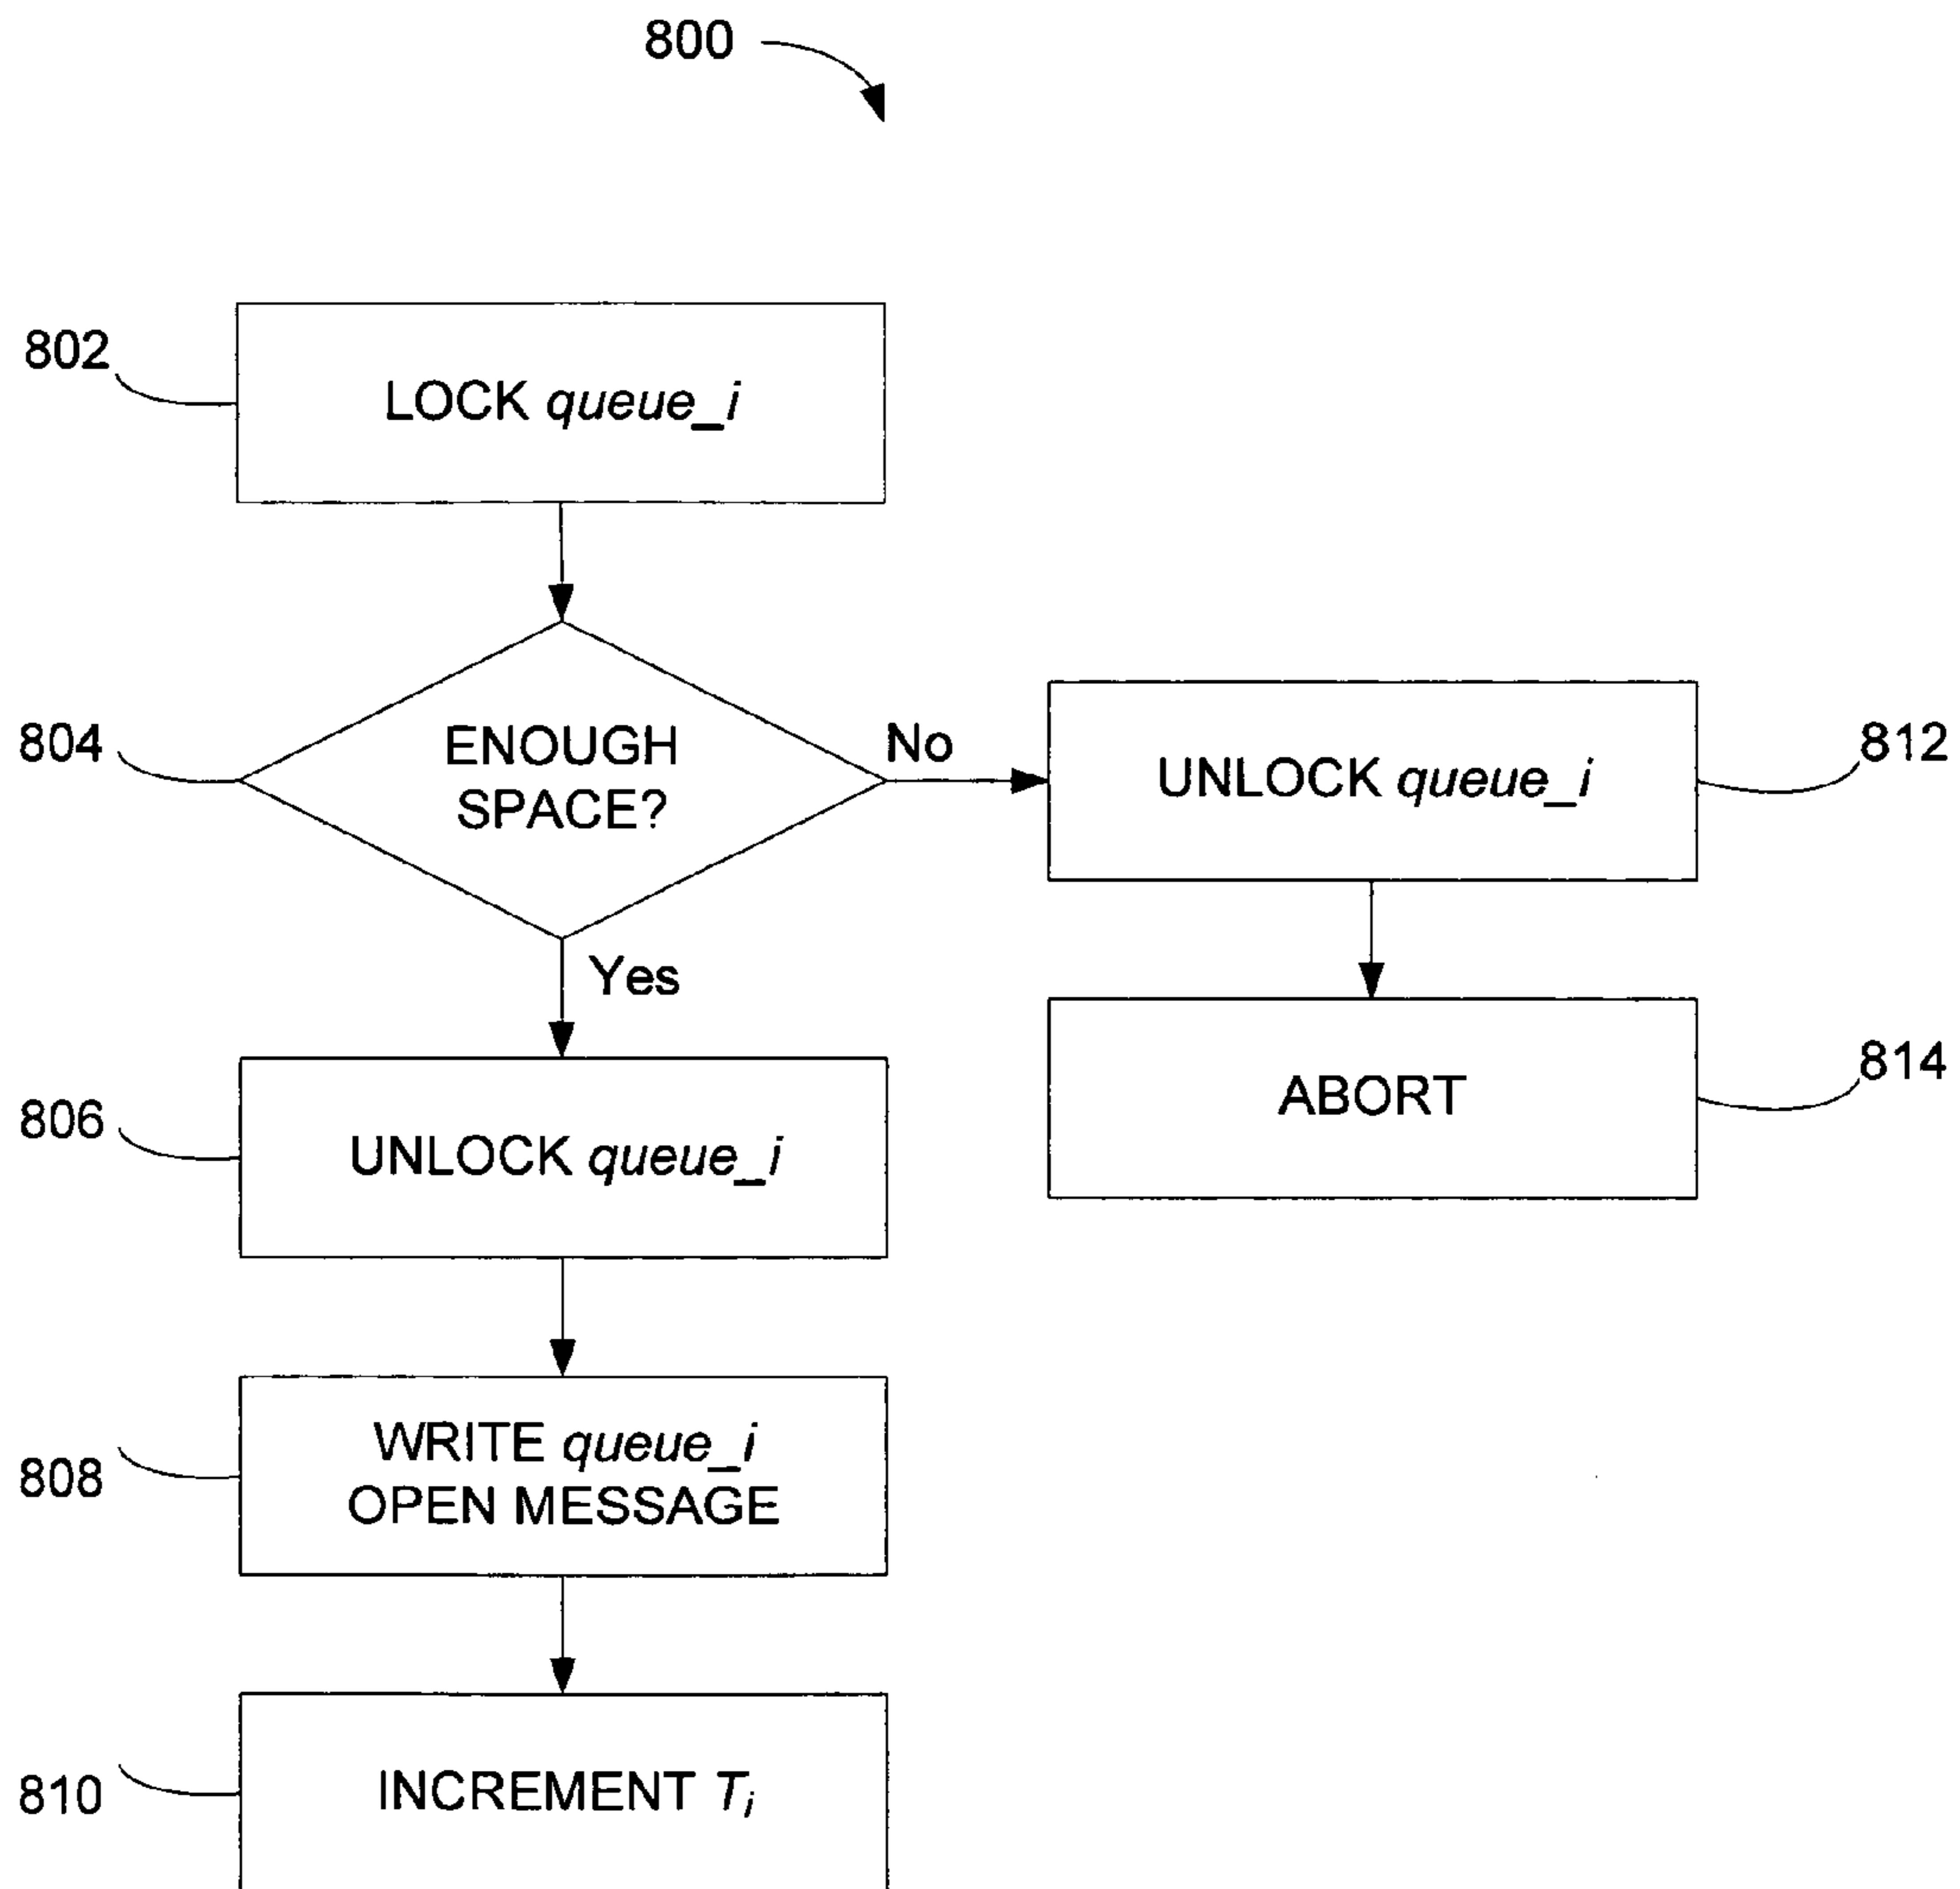 800
802
LOCK queue_i
804
ENOUGH
SPACE?
No
UNLOCK queue_i
812
Yes
806
UNLOCK queue_i
ABORT
814
808
WRITE queue_i
OPEN MESSAGE
810
INCREMENT Ti